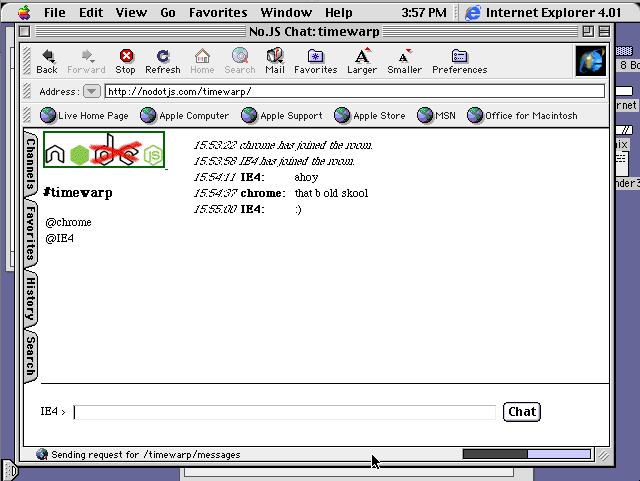 File Edit View Go Favorites Window Help 3:57 PM Internet Explorer 4.01
No.JS Chat: timewarp
8 Bo
Back Forward Stop Refresh Home Search Mail Favorites Larger Smaller Preferences
Address: http://nodotjs.com/timewarp/
Live Home Page Apple Computer Apple Support Apple Store MSN Office for Macintosh
Channels
Favorites
History
Search
node JS
#timewarp
@chrome
@IE4
15:53:22 chrome has joined the room.
15:53:58 IE4 has joined the room.
15:54:11 IE4: ahoy
15:54:37 chrome: that b old skool
15:55:00 IE4: :)
IE4 > Chat
Sending request for /timewarp/messages